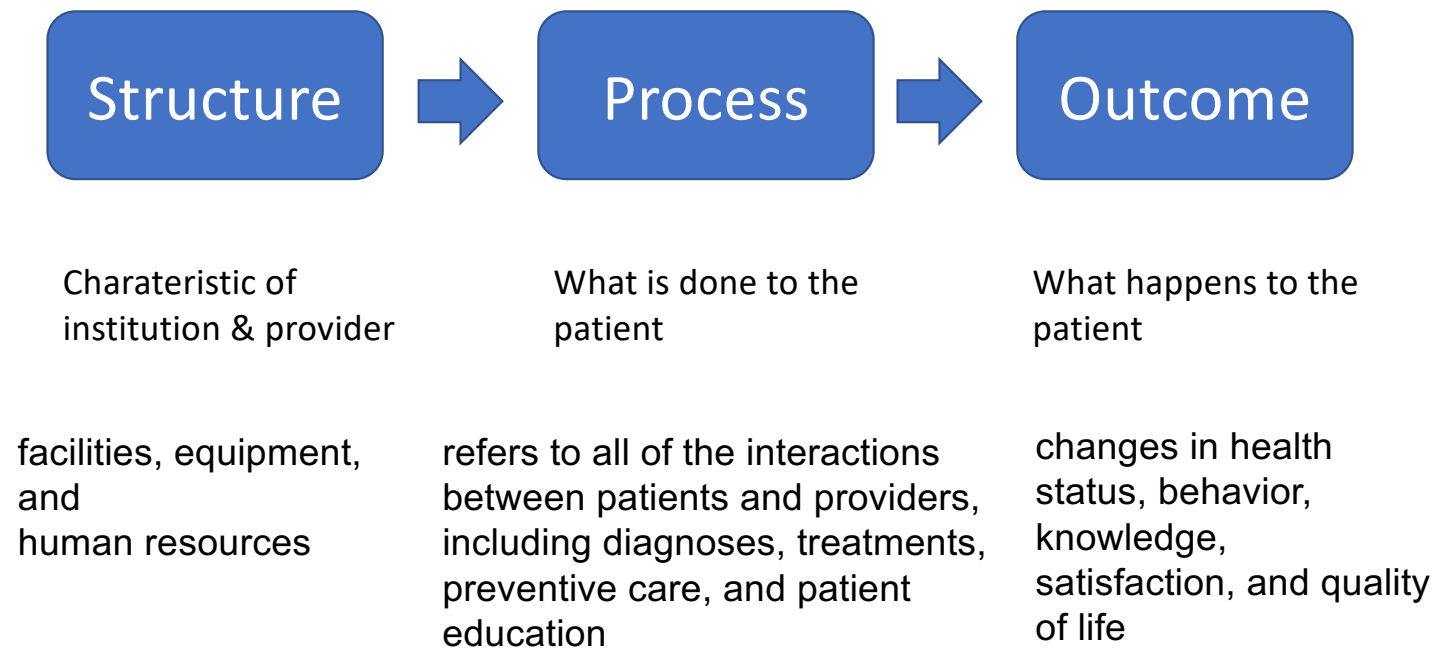 Structure
Process
Outcome
Charateristic of
institution & provider
What is done to the
patient
What happens to the
patient
facilities, equipment,
and
human resources
refers to all of the interactions
between patients and providers,
including diagnoses, treatments,
preventive care, and patient
education
changes in health
status, behavior,
knowledge,
satisfaction, and quality
of life